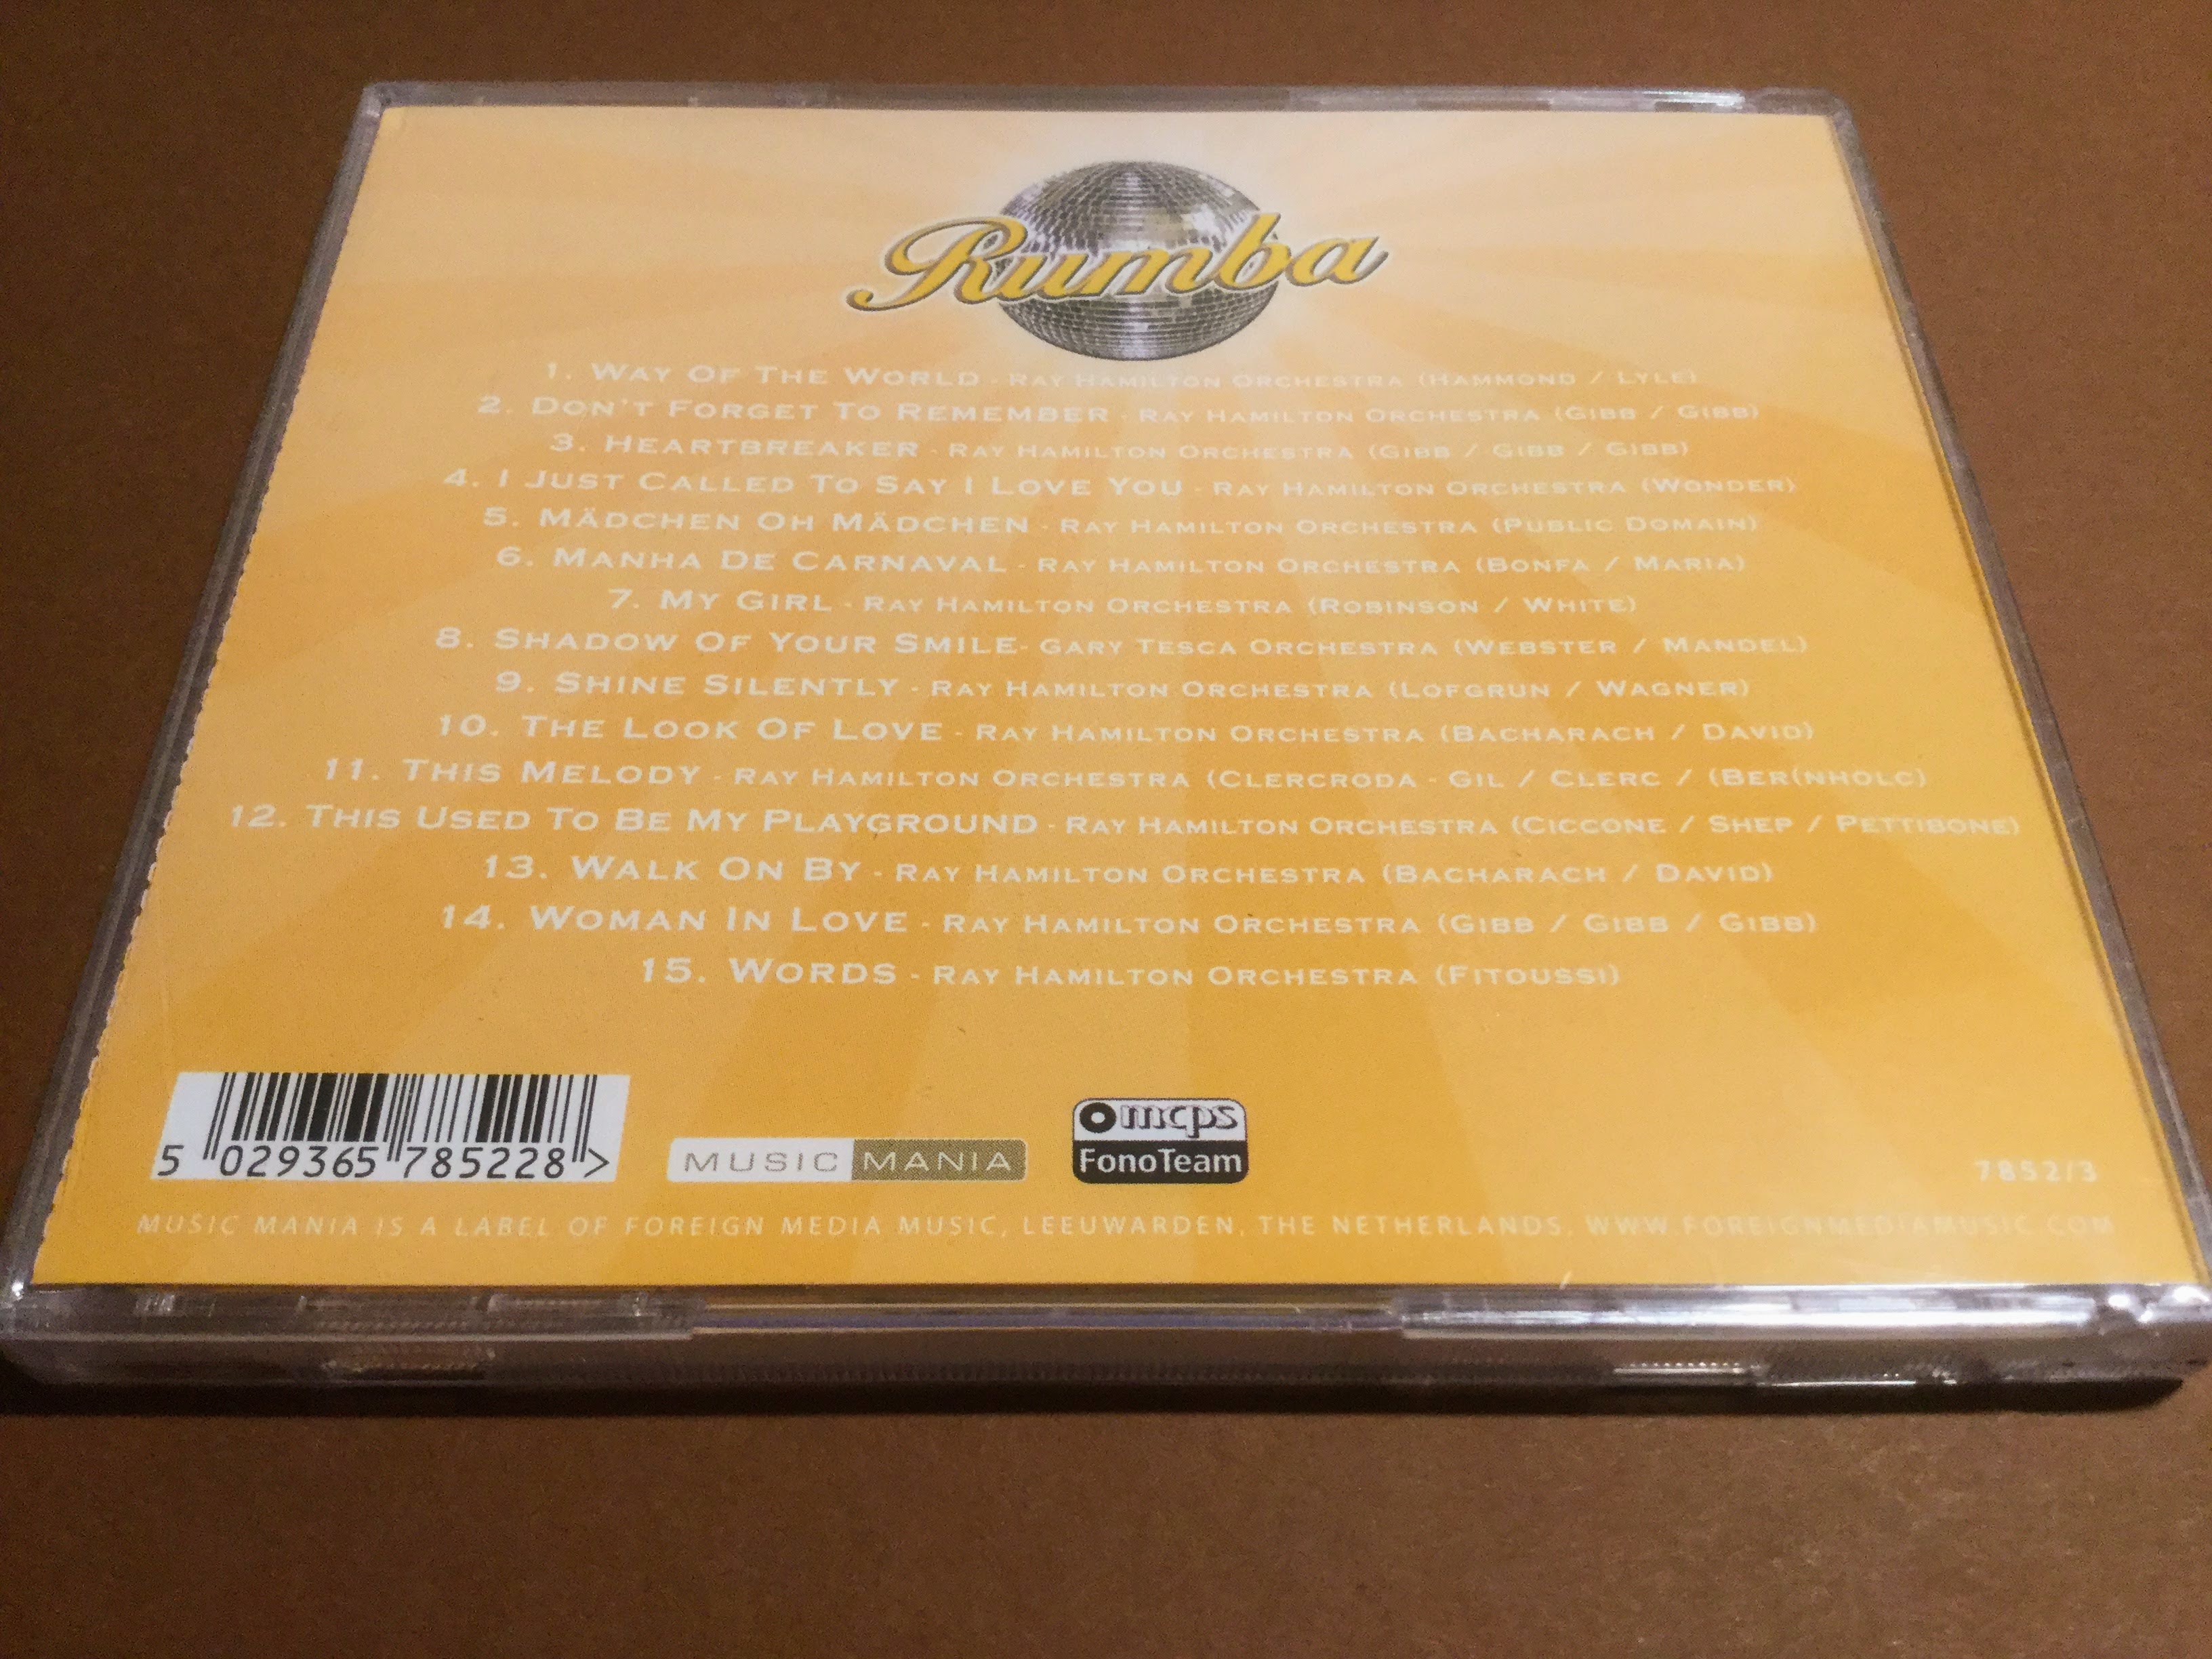 Rumba
1. Way Of The World - Ray Hamilton Orchestra (Hammond / Lyle)
2. Don't Forget To Remember - Ray Hamilton Orchestra (Gibb / Gibb)
3. Heartbreaker - Ray Hamilton Orchestra (Gibb / Gibb / Gibb)
4. I Just Called To Say I Love You - Ray Hamilton Orchestra (Wonder)
5. Mädchen Oh Mädchen - Ray Hamilton Orchestra (Public Domain)
6. Manha De Carnaval - Ray Hamilton Orchestra (Bonfa / Maria)
7. My Girl - Ray Hamilton Orchestra (Robinson / White)
8. Shadow Of Your Smile- Gary Tesca Orchestra (Webster / Mandel)
9. Shine Silently - Ray Hamilton Orchestra (Lofgrun / Wagner)
10. The Look Of Love - Ray Hamilton Orchestra (Bacharach / David)
11. This Melody - Ray Hamilton Orchestra (Clercroda - Gil / Clerc / (Ber(nholc)
12. This Used To Be My Playground - Ray Hamilton Orchestra (Ciccone / Shep / Pettibone)
13. Walk On By - Ray Hamilton Orchestra (Bacharach / David)
14. Woman In Love - Ray Hamilton Orchestra (Gibb / Gibb / Gibb)
15. Words - Ray Hamilton Orchestra (Fitoussi)
5 029365 785228 >
MUSIC MANIA
mcps
FonoTeam
7852/3
MUSIC MANIA IS A LABEL OF FOREIGN MEDIA MUSIC, LEEUWARDEN, THE NETHERLANDS. WWW.FOREIGNMEDIAMUSIC.COM